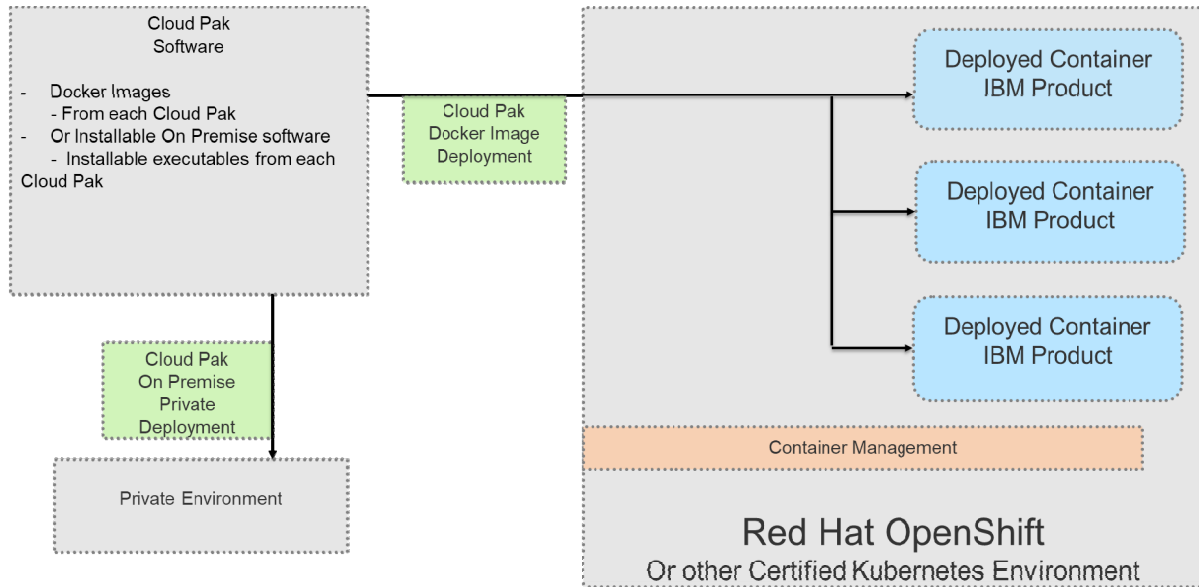 Cloud Pak
Software
- Docker Images
- From each Cloud Pak
- Or Installable On Premise software
- Installable executables from each
Cloud Pak
Cloud Pak
Docker Image
Deployment
Deployed Container
IBM Product
Deployed Container
IBM Product
Deployed Container
IBM Product
Cloud Pak
On Premise
Private
Deployment
Private Environment
Container Management
Red Hat OpenShift
Or other Certified Kubernetes Environment